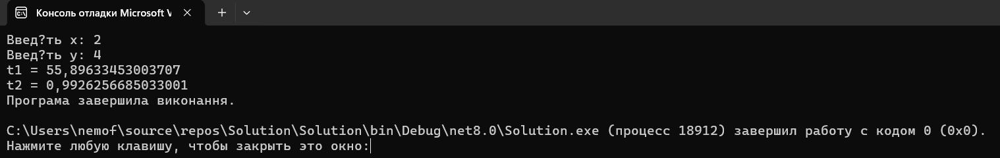 Консоль отладки Microsoft V
Введ?ть x: 2
Введ?ть y: 4
t1 = 55,89633453003707
t2 = 0,9926256685033001
Програма завершила виконання.
C:\Users\nemof\source\repos\Solution\Solution\bin\Debug\net8.0\Solution.exe (процесс 18912) завершил работу с кодом 0 (0x0).
Нажмите любую клавишу, чтобы закрыть это окно: